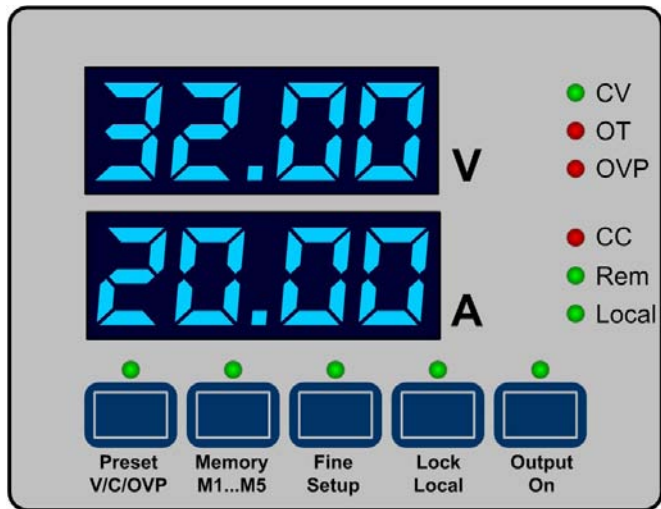 32.00 V
20.00 A
CV
OT
OVP
CC
Rem
Local
Preset
V/C/OVP
Memory
M1...M5
Fine
Setup
Lock
Local
Output
On